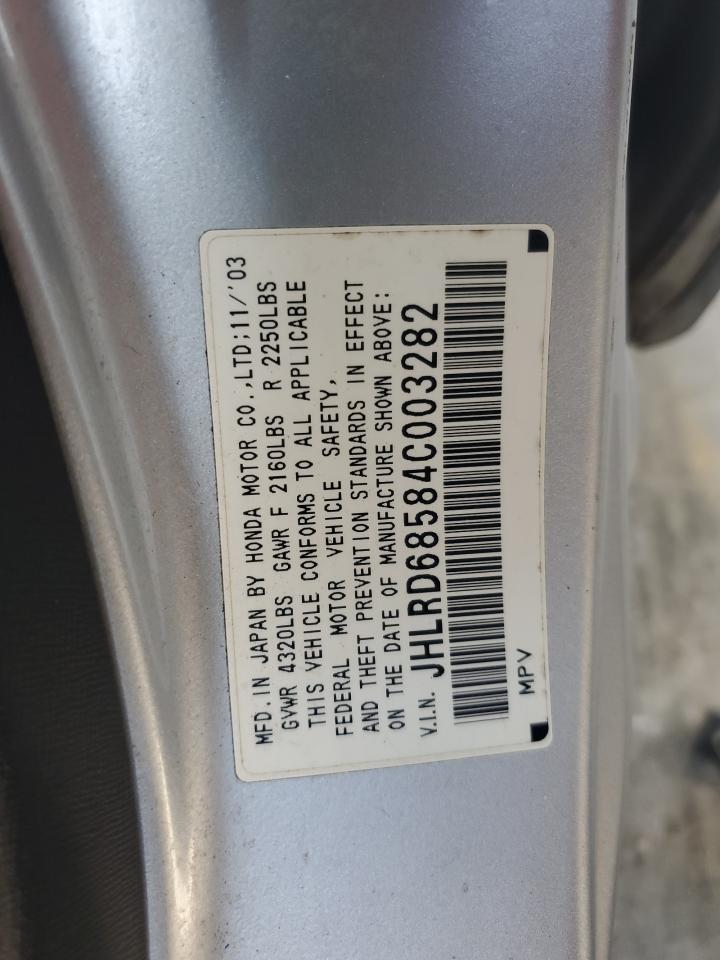 MFD. IN JAPAN BY HONDA MOTOR CO.,LTD;11/'03
GVWR 4320LBS GAWR F 2160LBS R 2250LBS
THIS VEHICLE CONFORMS TO ALL APPLICABLE
FEDERAL MOTOR VEHICLE SAFETY,
AND THEFT PREVENTION STANDARDS IN EFFECT
ON THE DATE OF MANUFACTURE SHOWN ABOVE:
V.I.N. JHLRD68584C003282
MPV